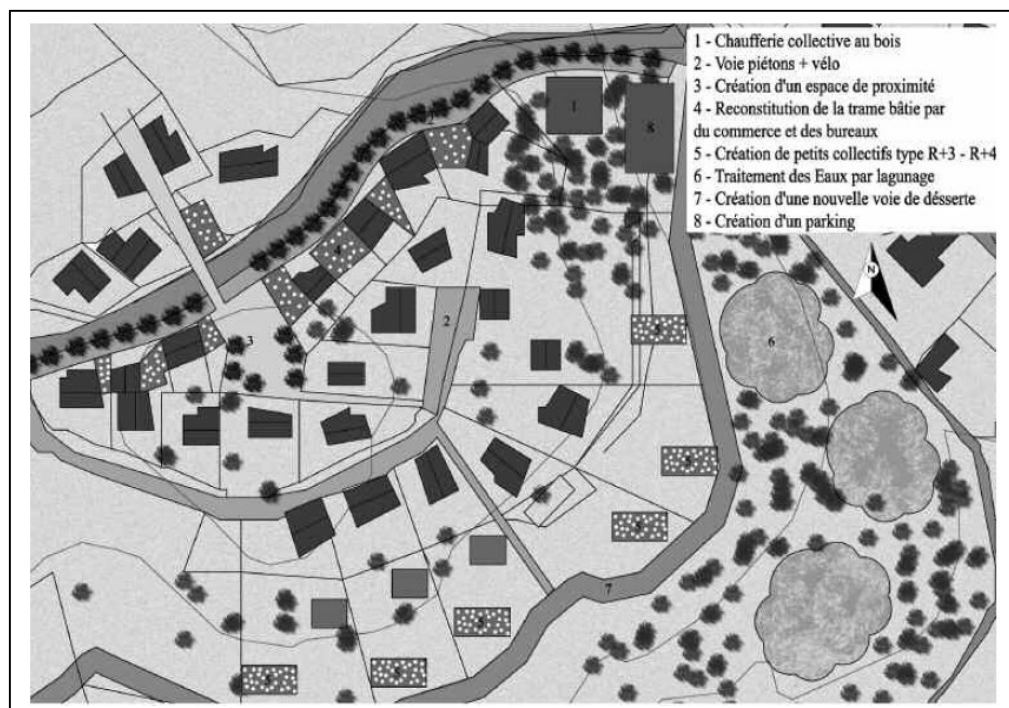 1 - Chaufferie collective au bois
2 - Voie piétons + vélo
3 - Création d'un espace de proximité
4 - Reconstitution de la trame bâtie par
du commerce et des bureaux
5 - Création de petits collectifs type R+3 - R+4
6 - Traitement des Eaux par lagunage
7 - Création d'une nouvelle voie de désserte
8 - Création d'un parking
1
8
4
N
2
5
3
6
5
5
7
5
5
5